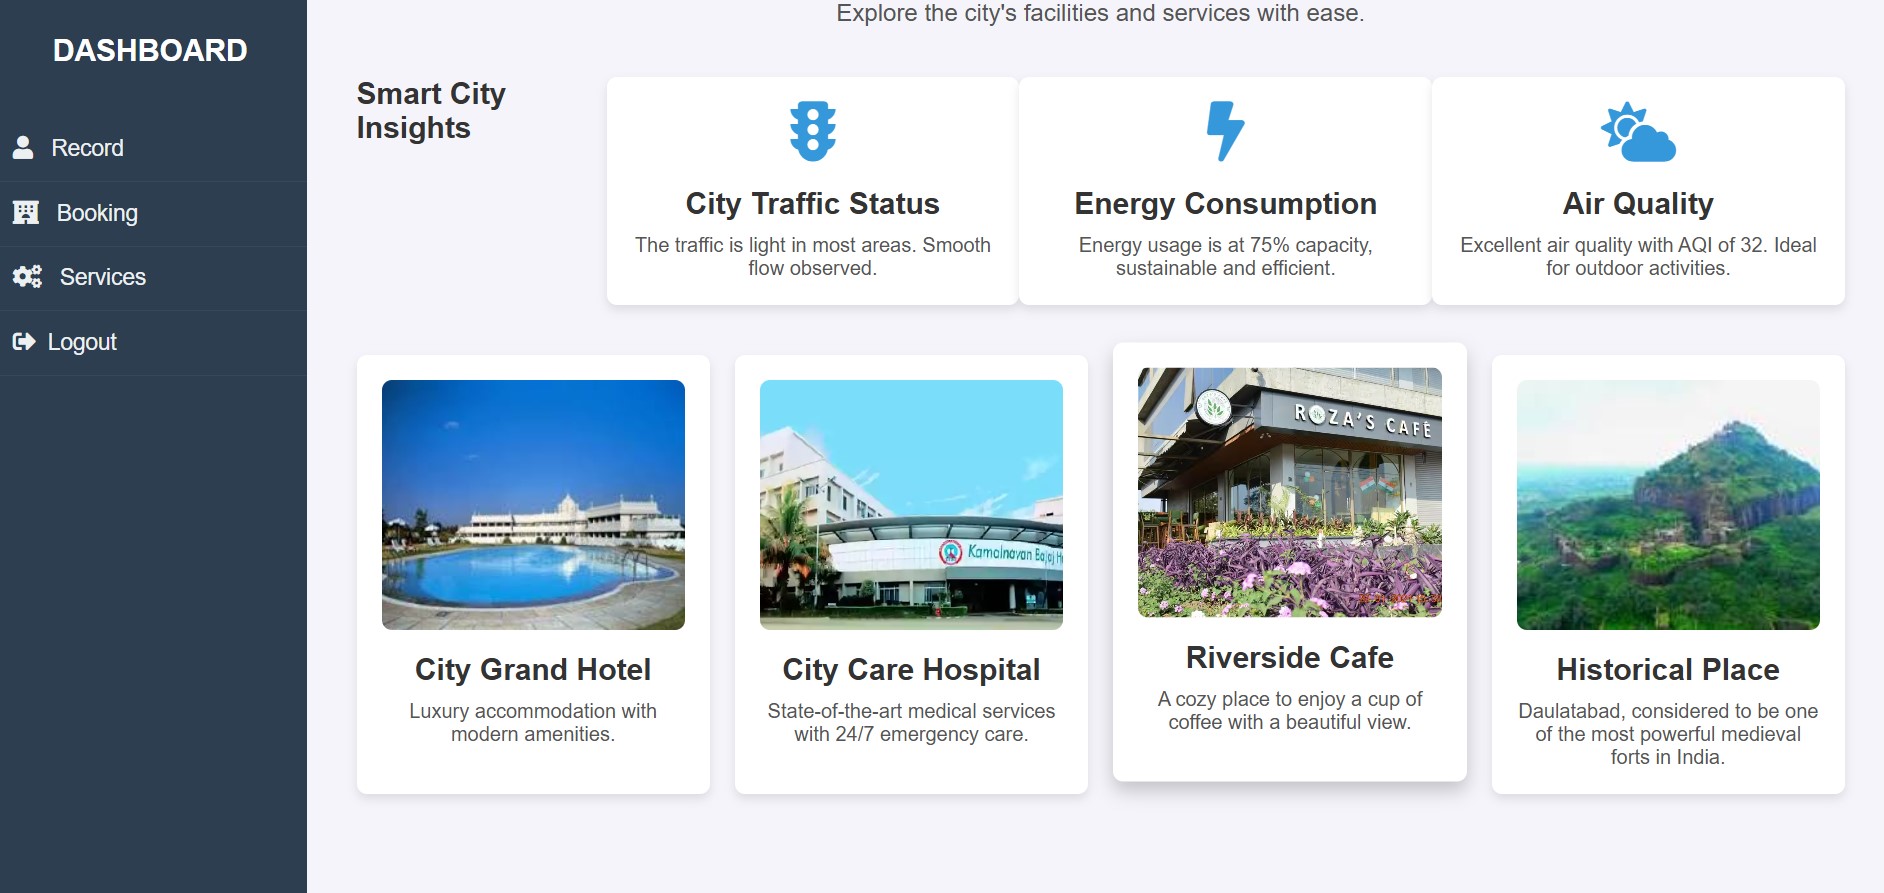 Explore the city's facilities and services with ease.
DASHBOARD
Record
Booking
Services
Logout
Smart City
Insights
City Traffic Status
The traffic is light in most areas. Smooth
flow observed.
Energy Consumption
Energy usage is at 75% capacity,
sustainable and efficient.
Air Quality
Excellent air quality with AQI of 32. Ideal
for outdoor activities.
Kamalnayan Bajaj
City Grand Hotel
Luxury accommodation with
modern amenities.
City Care Hospital
State-of-the-art medical services
with 24/7 emergency care.
ROZA'S CAFÉ
Riverside Cafe
A cozy place to enjoy a cup of
coffee with a beautiful view.
Historical Place
Daulatabad, considered to be one
of the most powerful medieval
forts in India.